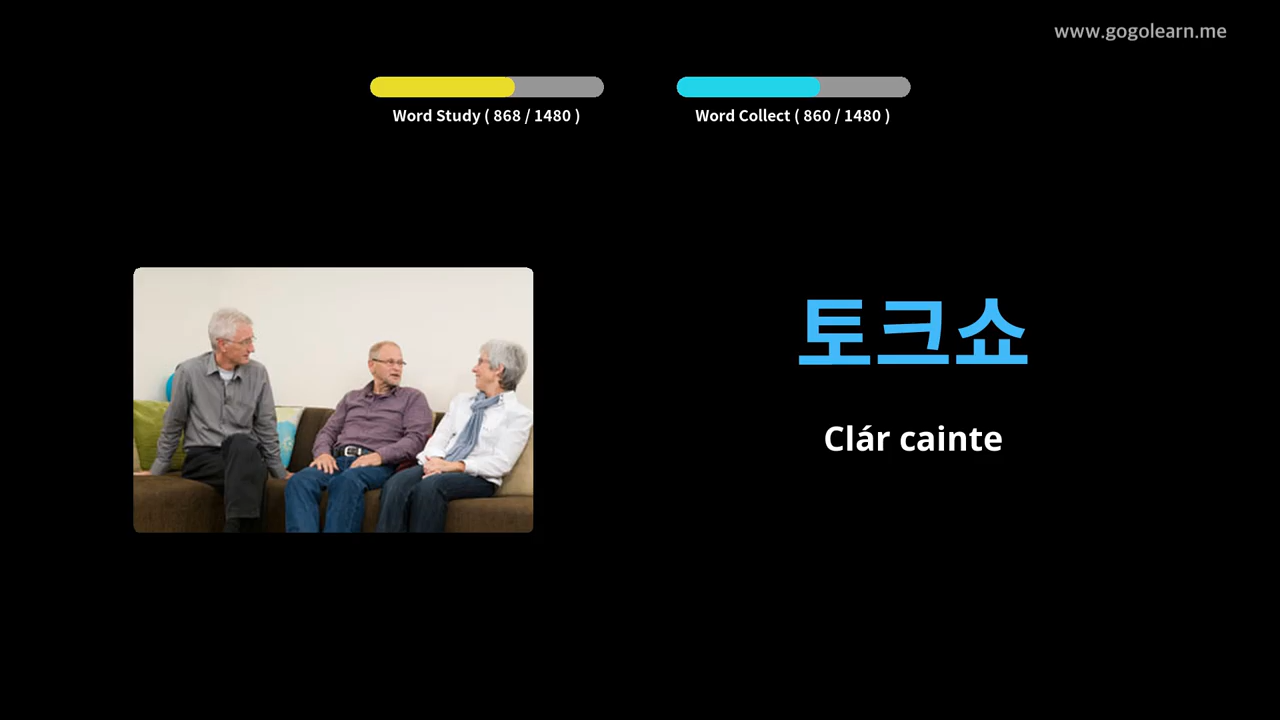 www.gogolearn.me
Word Study ( 868 / 1480 )
Word Collect ( 860 / 1480 )
토크쇼
Clár cainte